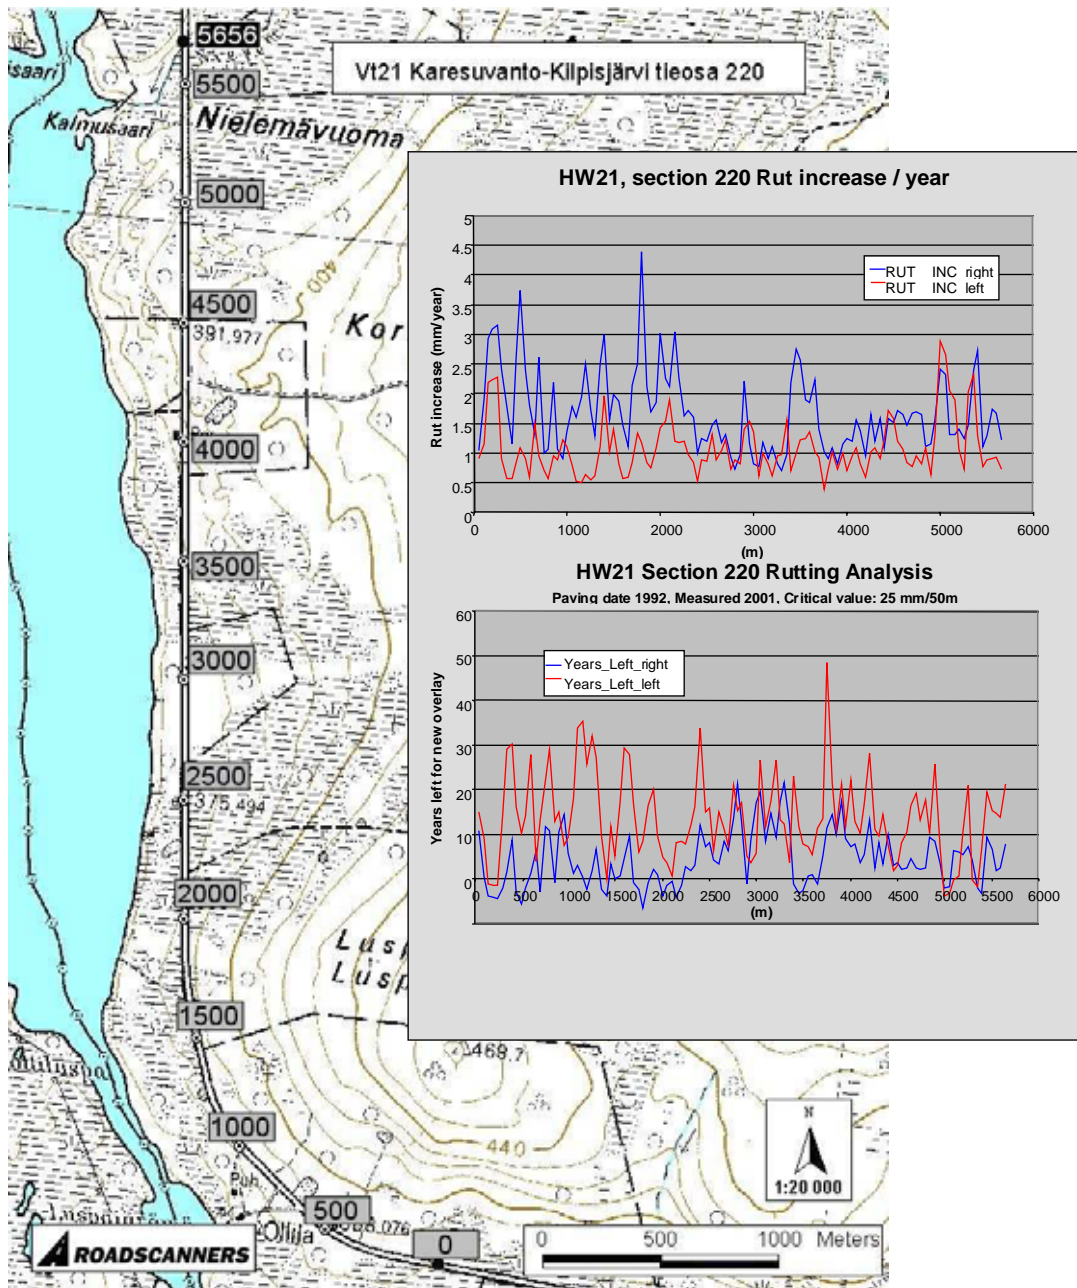 5656
Vt21 Karesuvanto-Kilpisjärvi tieosa 220
5500
Kalmusaari
Nielemävuoma
5000
400
4500
391,977
Kor
4000
3500
3000
2500
375,494
2000
1500
469,7
1000
440
Puh.
500
Ollila
0
HW21, section 220 Rut increase / year
Rut increase (mm/year)
5
4.5
4
3.5
3
2.5
2
1.5
1
0.5
0
RUT INC right
RUT INC left
0 1000 2000 3000 4000 5000 6000
(m)
HW21 Section 220 Rutting Analysis
Paving date 1992, Measured 2001, Critical value: 25 mm/50m
Years left for new overlay
60
50
40
30
20
10
0
Years_Left_right
Years_Left_left
0 500 1000 1500 2000 2500 3000 3500 4000 4500 5000 5500 6000
(m)
N
1:20 000
ROADSCANNERS
0 500 1000 Meters